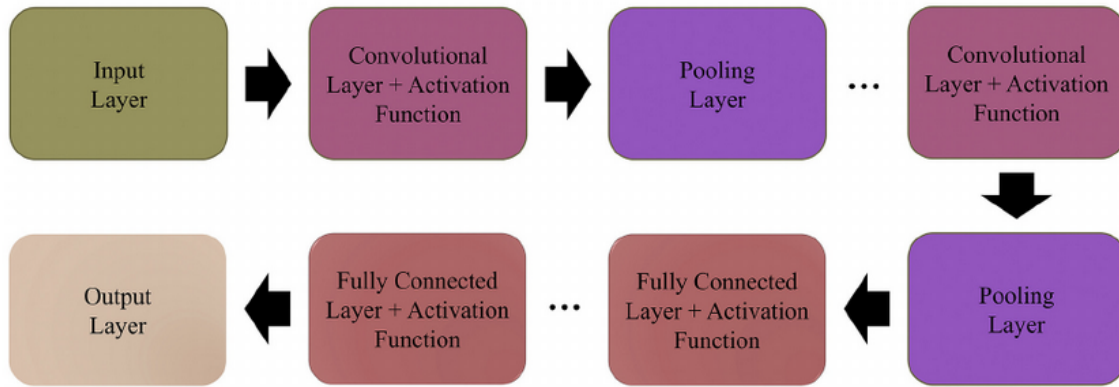 Input
Layer
Convolutional
Layer + Activation
Function
Pooling
Layer
...
Convolutional
Layer + Activation
Function
Output
Layer
Fully Connected
Layer + Activation
Function
...
Fully Connected
Layer + Activation
Function
Pooling
Layer